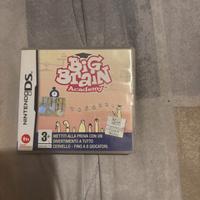 BiG
BRaiN
Academy
NINTENDO DS
3+
METTITI ALLA PROVA CON UN
DIVERTIMENTO A TUTTO
CERVELLO - FINO A 8 GIOCATORI.